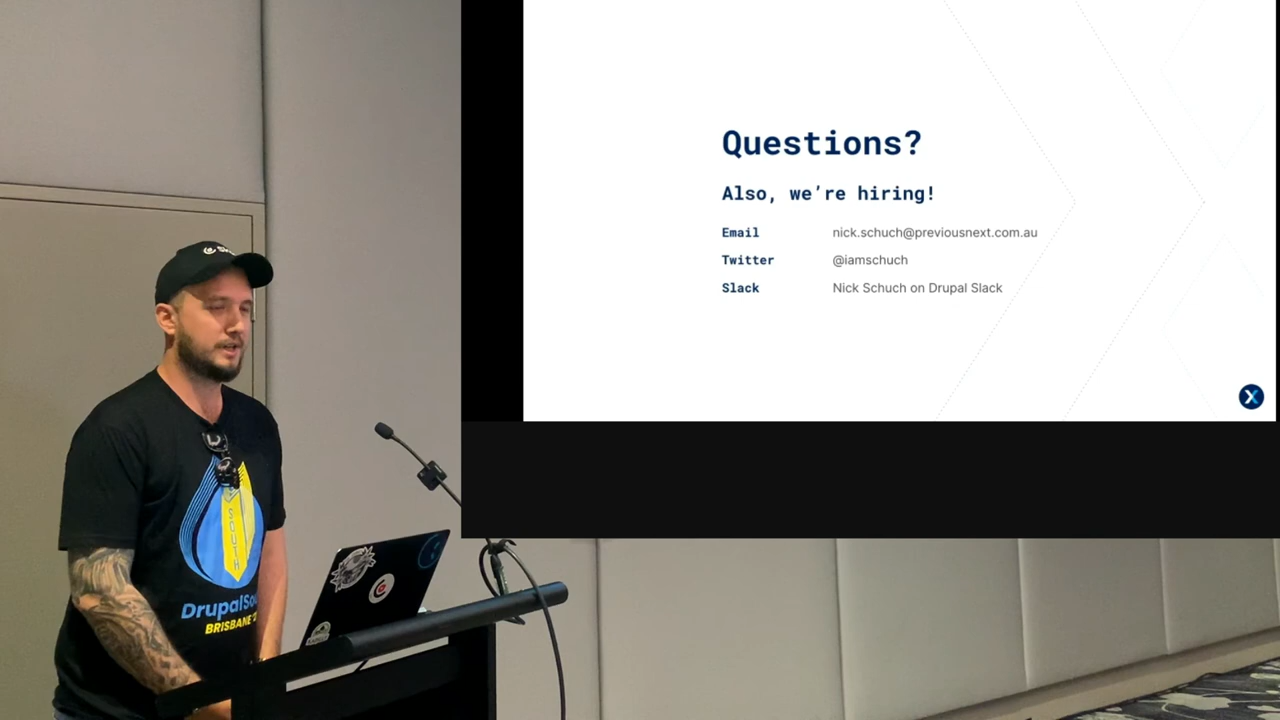 Questions?
Also, we're hiring!
Email nick.schuch@previousnext.com.au
Twitter @iamschuch
Slack Nick Schuch on Drupal Slack
SOUTH
BRISBANE